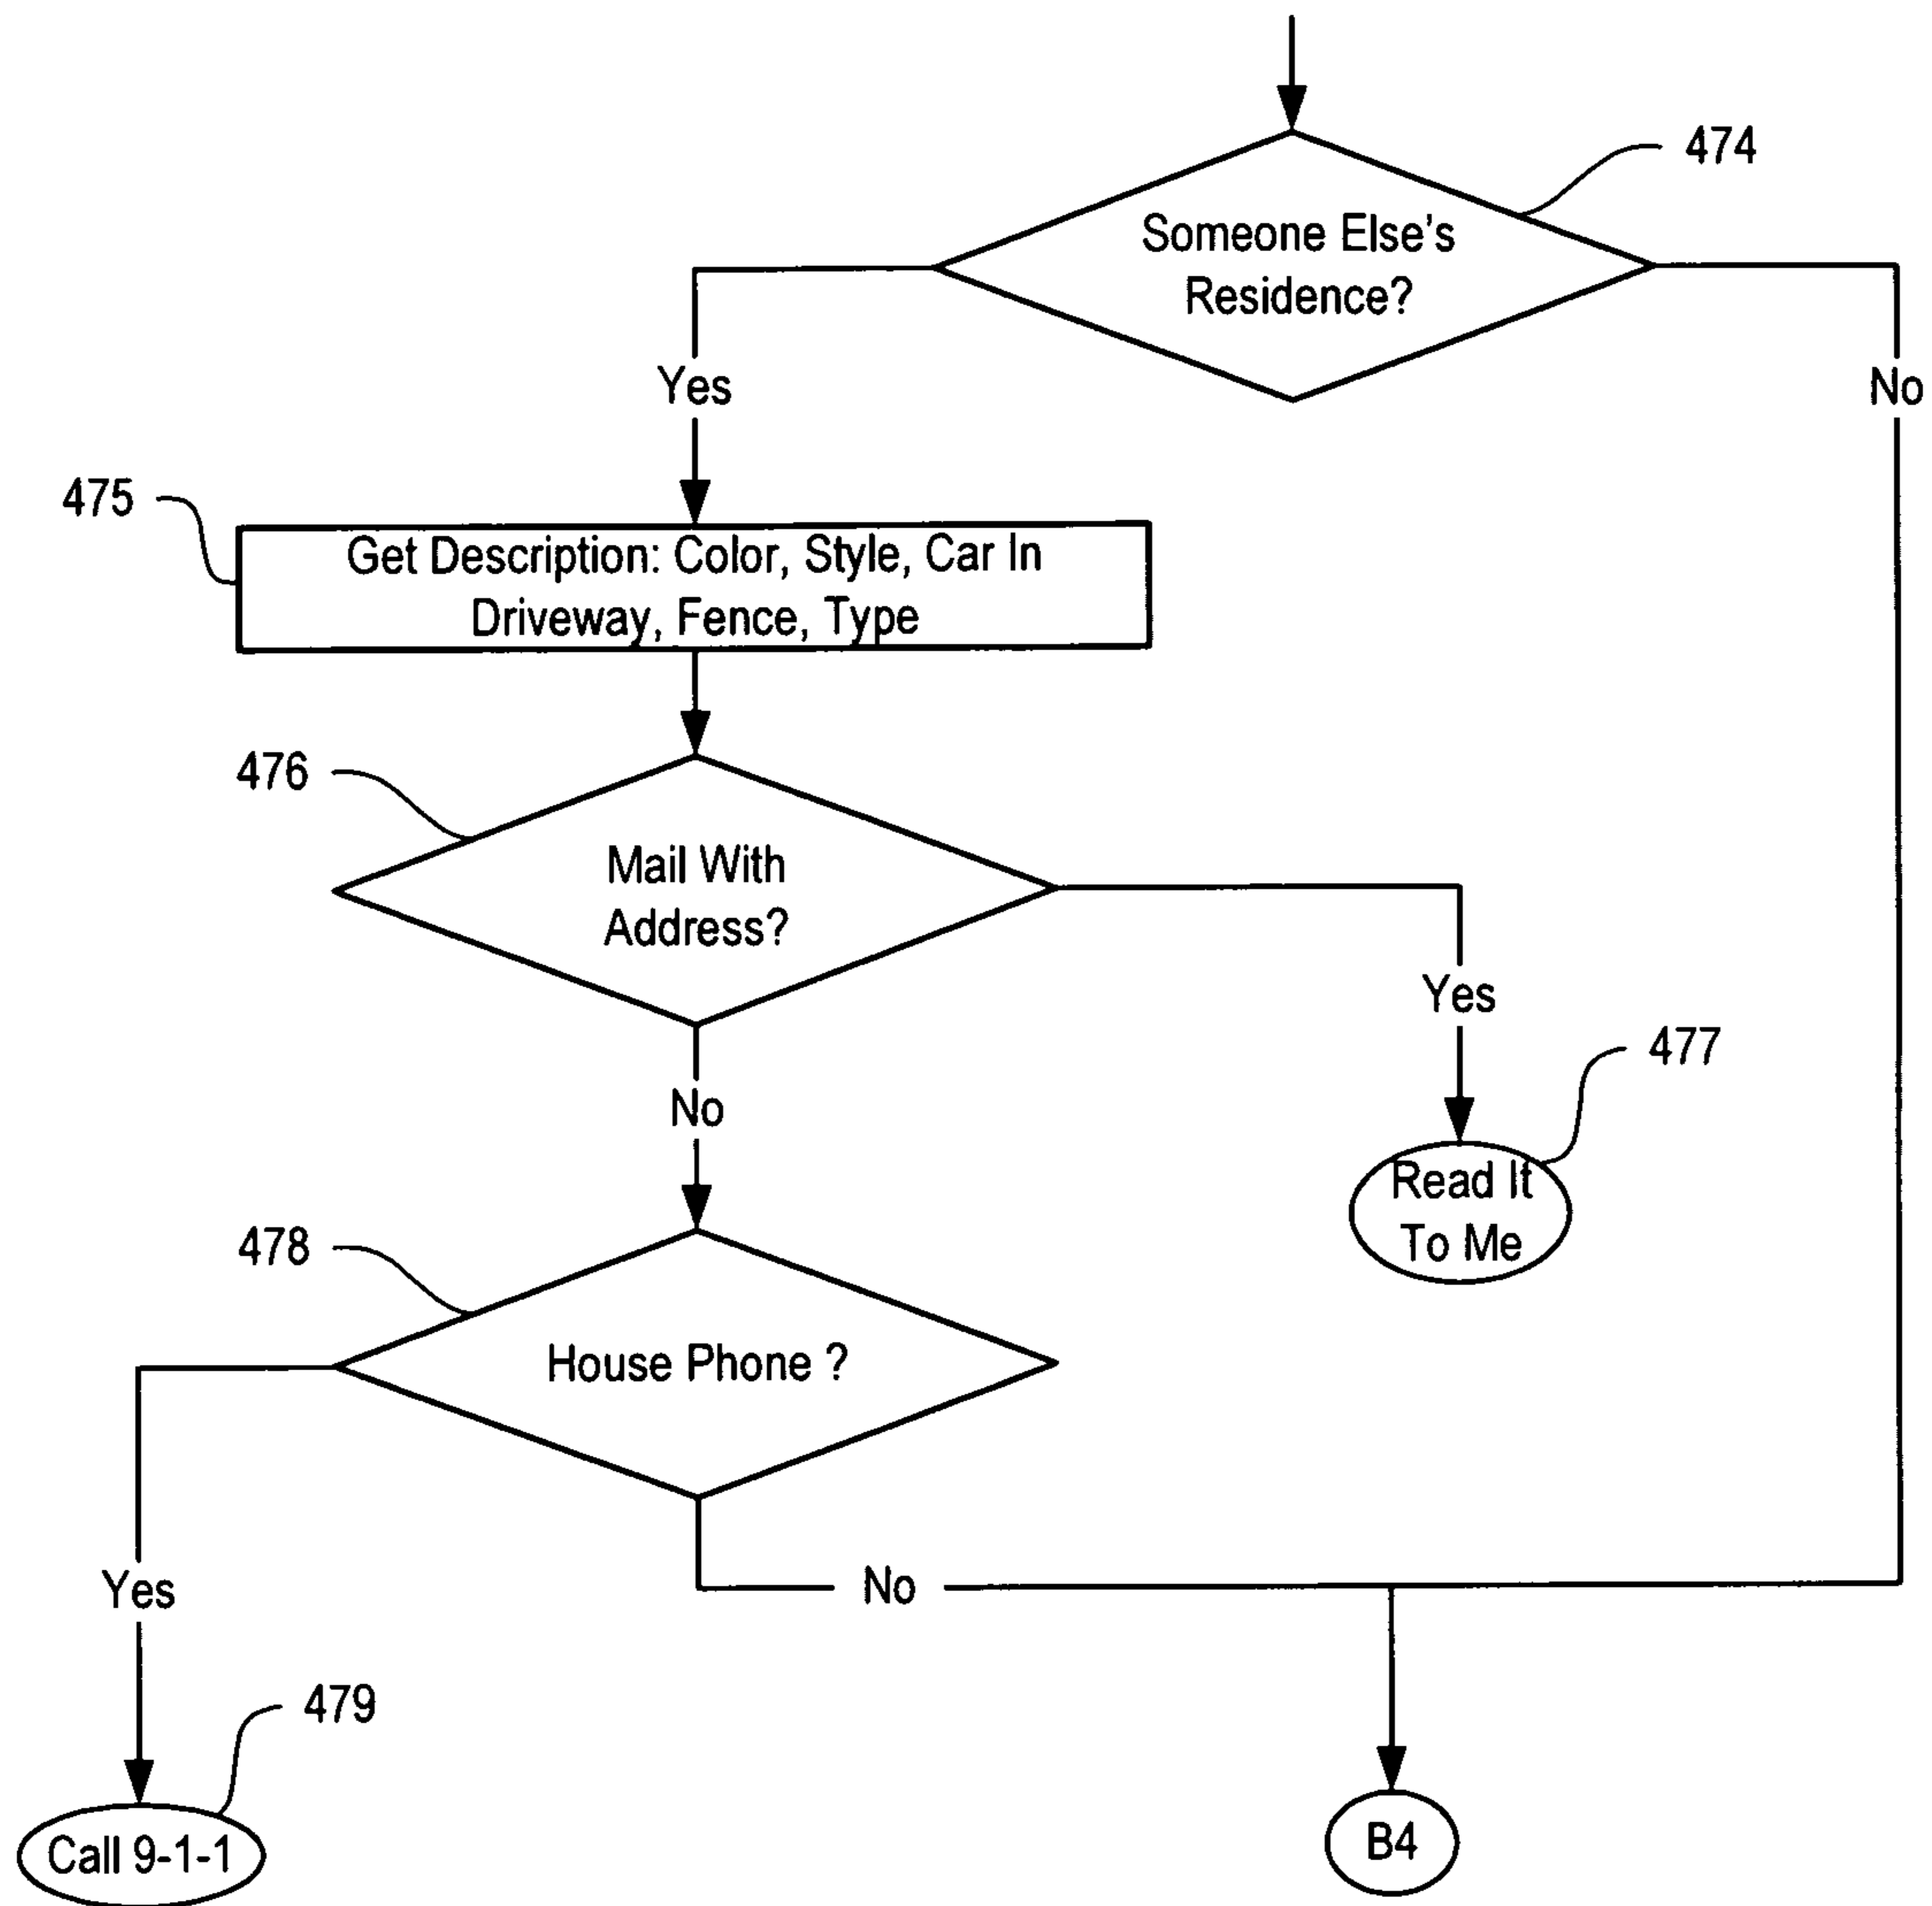 474
Someone Else's
Residence?
Yes
No
475
Get Description: Color, Style, Car In
Driveway, Fence, Type
476
Mail With
Address?
Yes
No
477
Read It
To Me
478
House Phone ?
Yes
No
479
Call 9-1-1
B4